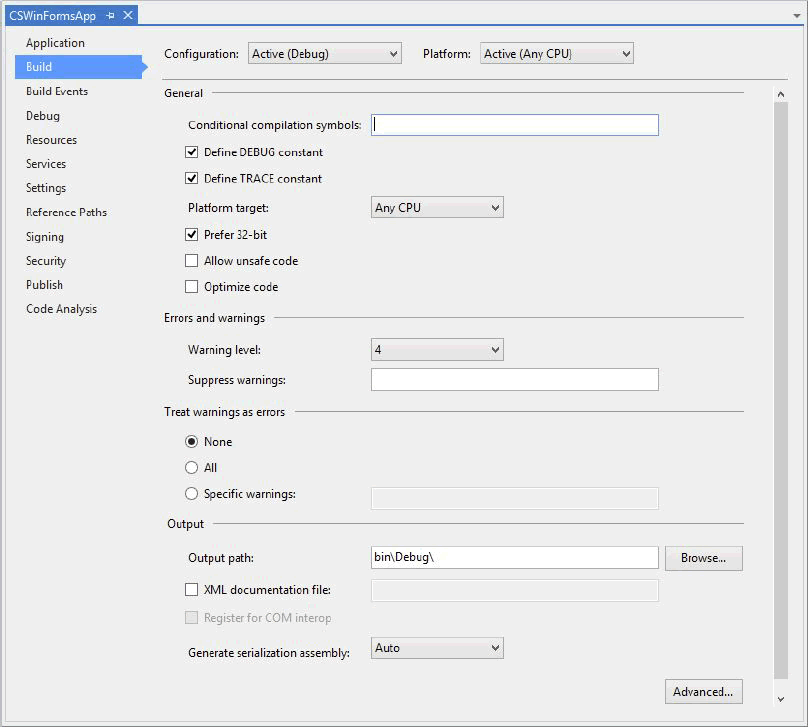 CSWinFormsApp
Application
Build
Build Events
Debug
Resources
Services
Settings
Reference Paths
Signing
Security
Publish
Code Analysis
Configuration: Active (Debug) Platform: Active (Any CPU)
General
Conditional compilation symbols:
Define DEBUG constant
Define TRACE constant
Platform target: Any CPU
Prefer 32-bit
Allow unsafe code
Optimize code
Errors and warnings
Warning level: 4
Suppress warnings:
Treat warnings as errors
None
All
Specific warnings:
Output
Output path: bin\Debug\ Browse...
XML documentation file:
Register for COM interop
Generate serialization assembly: Auto
Advanced...